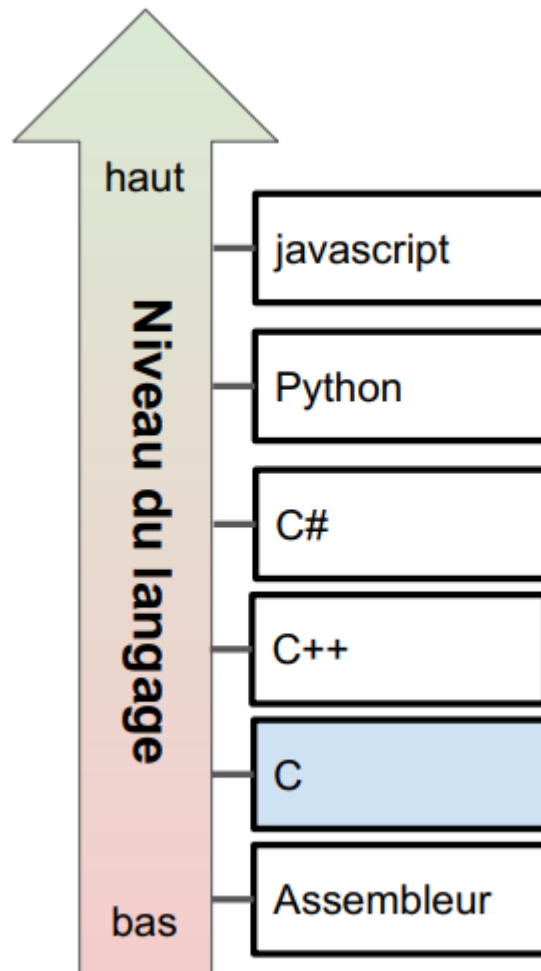 haut
javascript
Python
Niveau du langage
C#
C++
C
Assembleur
bas